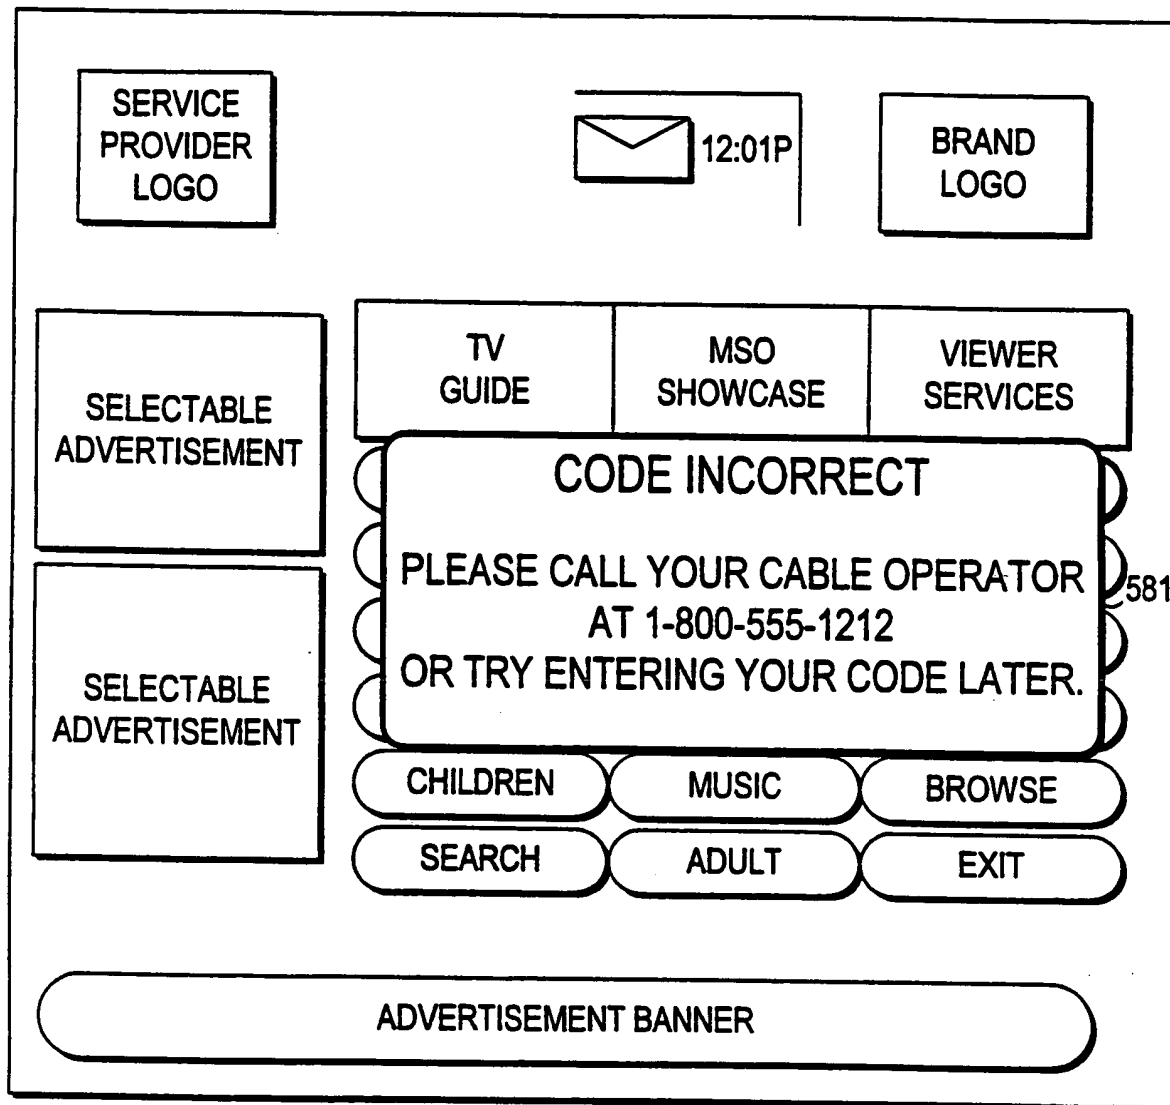 SERVICE
PROVIDER
LOGO
12:01P
BRAND
LOGO
SELECTABLE
ADVERTISEMENT
SELECTABLE
ADVERTISEMENT
TV
GUIDE
MSO
SHOWCASE
VIEWER
SERVICES
CODE INCORRECT
PLEASE CALL YOUR CABLE OPERATOR
AT 1-800-555-1212
OR TRY ENTERING YOUR CODE LATER.
581
CHILDREN
MUSIC
BROWSE
SEARCH
ADULT
EXIT
ADVERTISEMENT BANNER